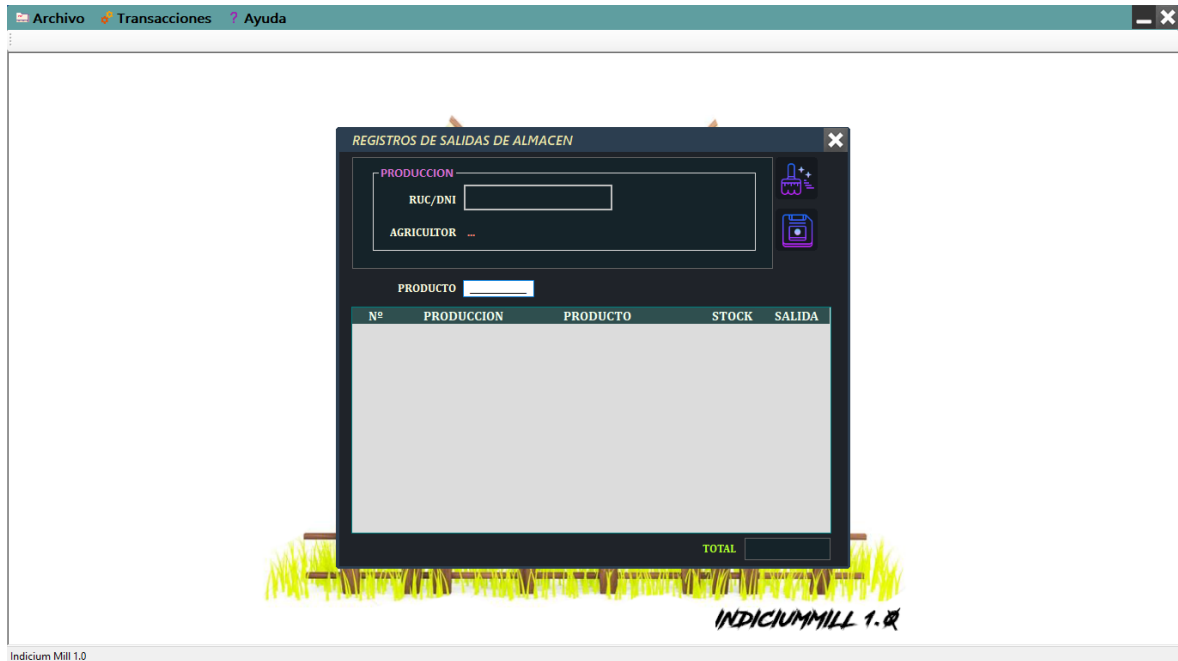 Archivo Transacciones ? Ayuda
REGISTROS DE SALIDAS DE ALMACEN
PRODUCCION
RUC/DNI
AGRICULTOR ...
PRODUCTO
Nº PRODUCCION PRODUCTO STOCK SALIDA
TOTAL
INDICIUMMILL 1.0
Indicium Mill 1.0